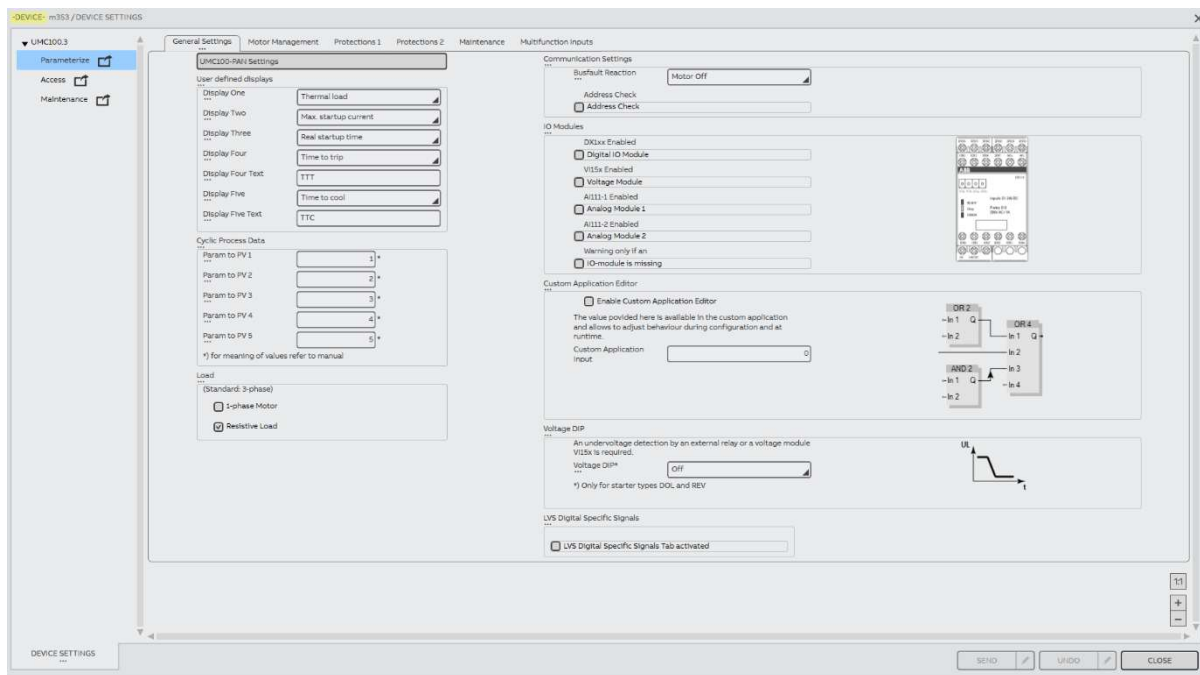 -DEVICE- m353 / DEVICE SETTINGS
UMC100.3
Parameterize
Access
Maintenance
General Settings
Motor Management
Protections 1
Protections 2
Maintenance
Multifunction Inputs
UMC100-PAN Settings
User defined displays
Display One
Thermal load
Display Two
Max. startup current
Display Three
Real startup time
Display Four
Time to trip
Display Four Text
TTT
Display Five
Time to cool
Display Five Text
TTC
Cyclic Process Data
Param to PV 1
1 *
Param to PV 2
2 *
Param to PV 3
3 *
Param to PV 4
4 *
Param to PV 5
5 *
*) for meaning of values refer to manual
Load
(Standard: 3-phase)
1-phase Motor
Resistive Load
Communication Settings
Busfault Reaction
Motor Off
Address Check
Address Check
IO Modules
DX1xx Enabled
Digital IO Module
VI15x Enabled
Voltage Module
AI111-1 Enabled
Analog Module 1
AI111-2 Enabled
Analog Module 2
Warning only if an
IO-module is missing
ABB
Custom Application Editor
Enable Custom Application Editor
The value povided here is available in the custom application
and allows to adjust behaviour during configuration and at
runtime.
Custom Application
Input
0
OR 2
In 1 Q
In 2
OR 4
In 1 Q
In 2
In 3
In 4
AND 2
In 1 Q
In 2
Voltage DIP
An undervoltage detection by an external relay or a voltage module
VI15x is required.
Voltage DIP*
Off
*) Only for starter types DOL and REV
UL
t
LVS Digital Specific Signals
LVS Digital Specific Signals Tab activated
1:1
+
−
DEVICE SETTINGS
SEND
UNDO
CLOSE